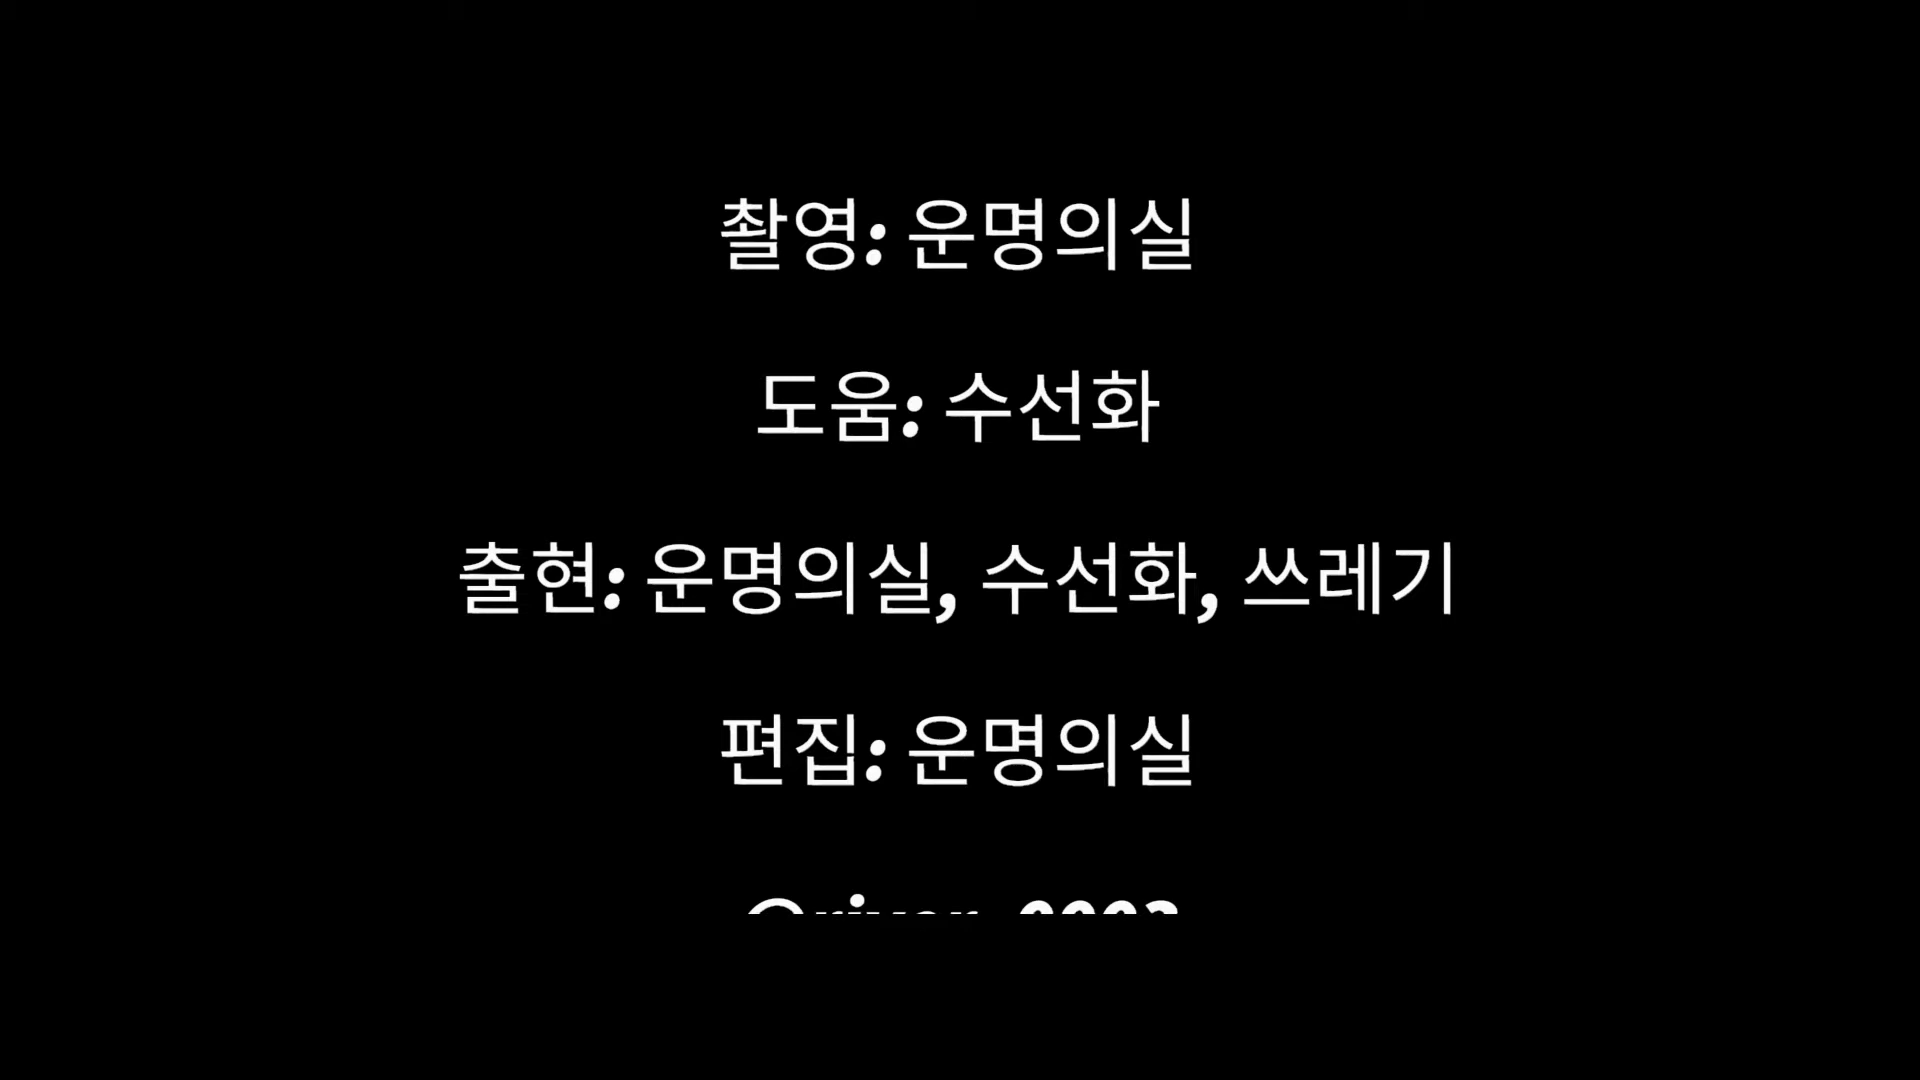 촬영: 운명의실
도움: 수선화
출현: 운명의실, 수선화, 쓰레기
편집: 운명의실